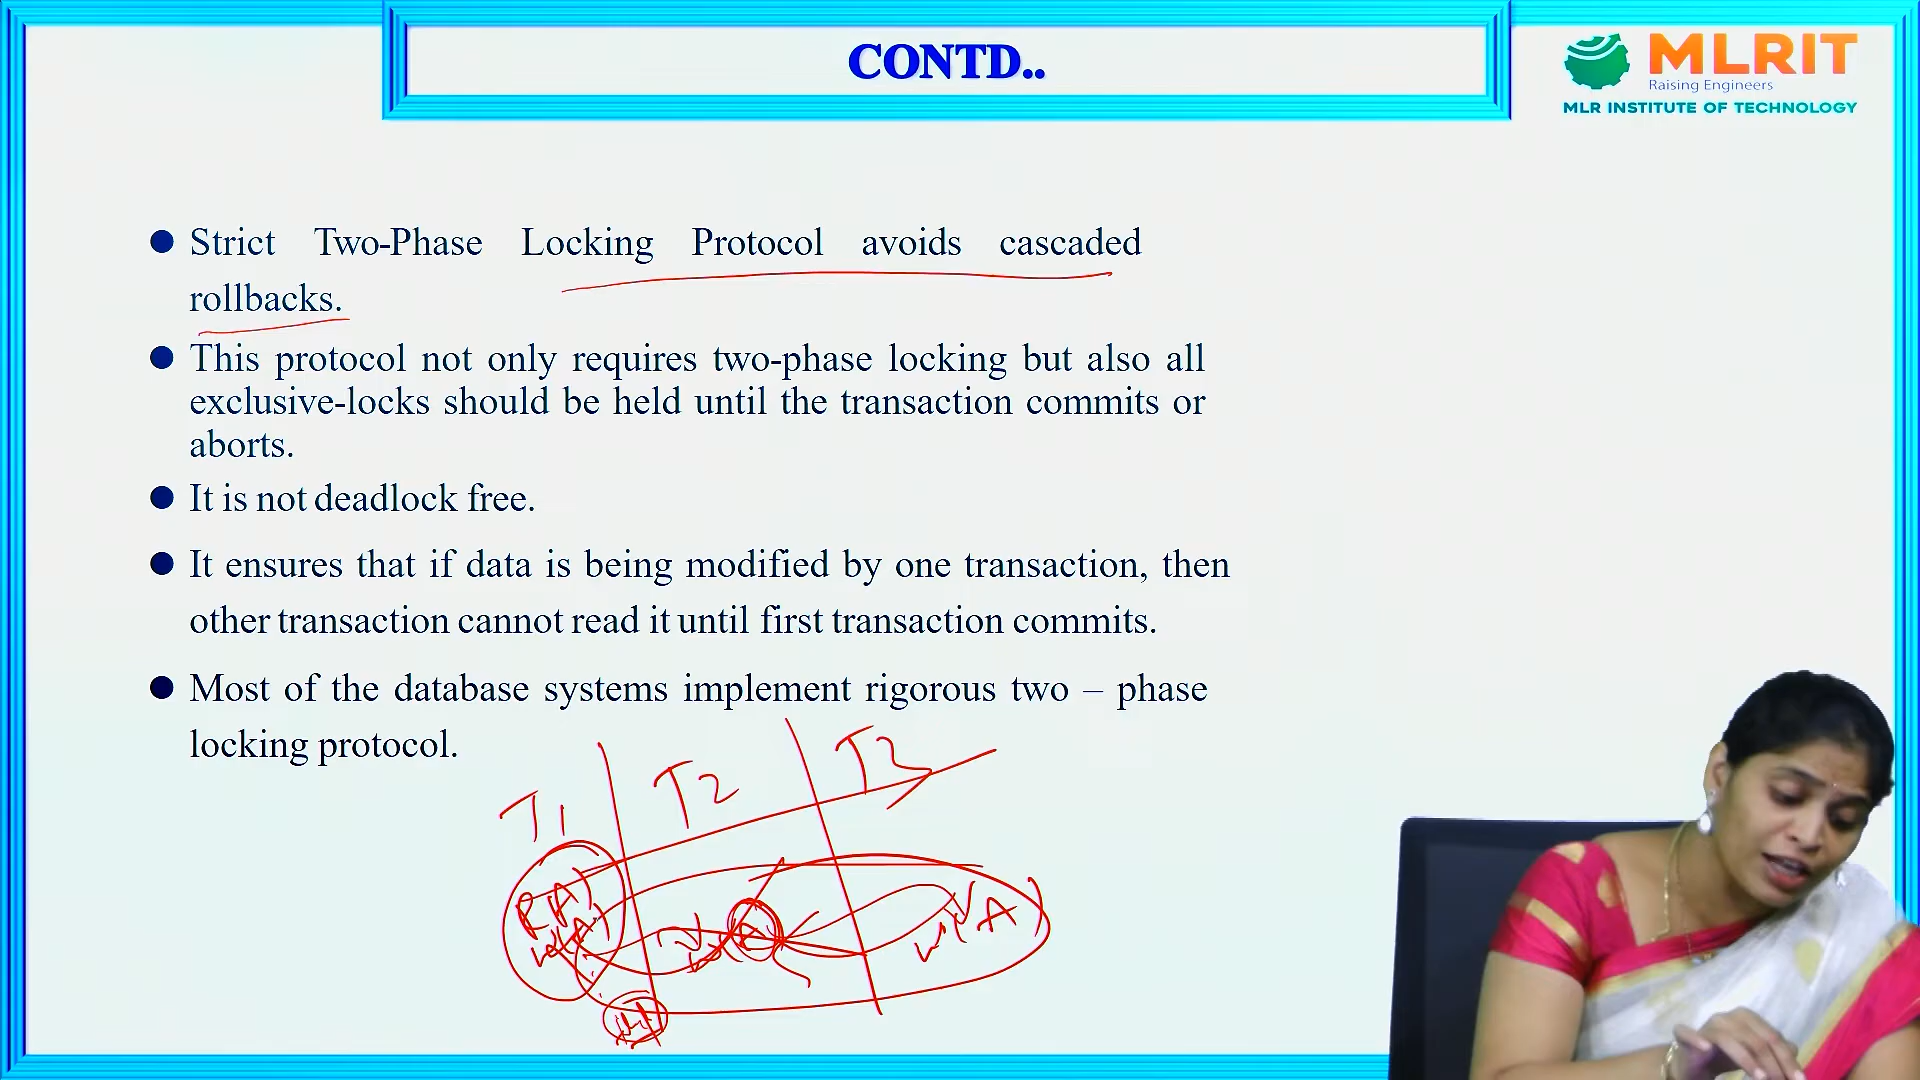 CONTD..
MLRIT
Raising Engineers
MLR INSTITUTE OF TECHNOLOGY
● Strict Two-Phase Locking Protocol avoids cascaded
rollbacks.
● This protocol not only requires two-phase locking but also all
exclusive-locks should be held until the transaction commits or
aborts.
● It is not deadlock free.
● It ensures that if data is being modified by one transaction, then
other transaction cannot read it until first transaction commits.
● Most of the database systems implement rigorous two – phase
locking protocol.
T1 T2 T3
R(A)
W(A) W(A) W(A)